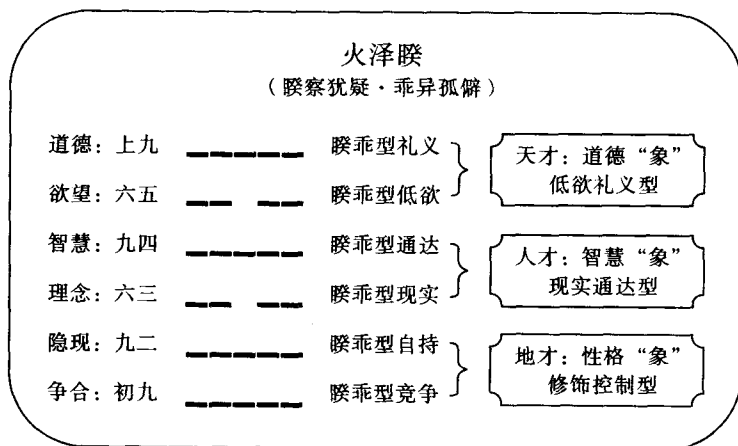 火泽睽
（睽察犹疑·乖异孤僻）
道德：上九 睽乖型礼义
天才：道德“象”
低欲礼义型
欲望：六五 睽乖型低欲
智慧：九四 睽乖型通达
人才：智慧“象”
现实通达型
理念：六三 睽乖型现实
隐现：九二 睽乖型自持
地才：性格“象”
修饰控制型
争合：初九 睽乖型竞争